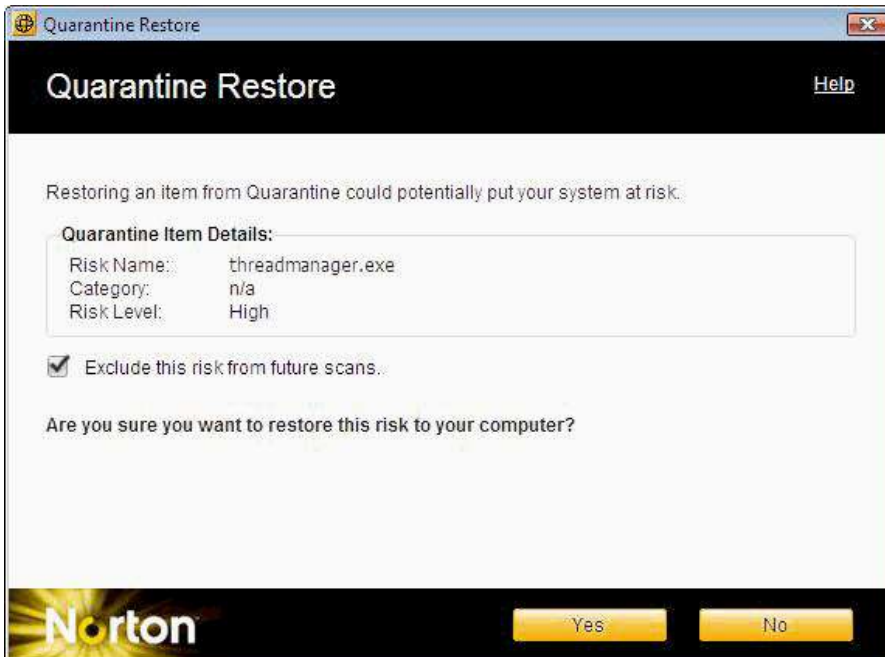 Quarantine Restore
Quarantine Restore
Help
Restoring an item from Quarantine could potentially put your system at risk.
Quarantine Item Details:
Risk Name: threadmanager.exe
Category: n/a
Risk Level: High
Exclude this risk from future scans.
Are you sure you want to restore this risk to your computer?
Norton
Yes
No